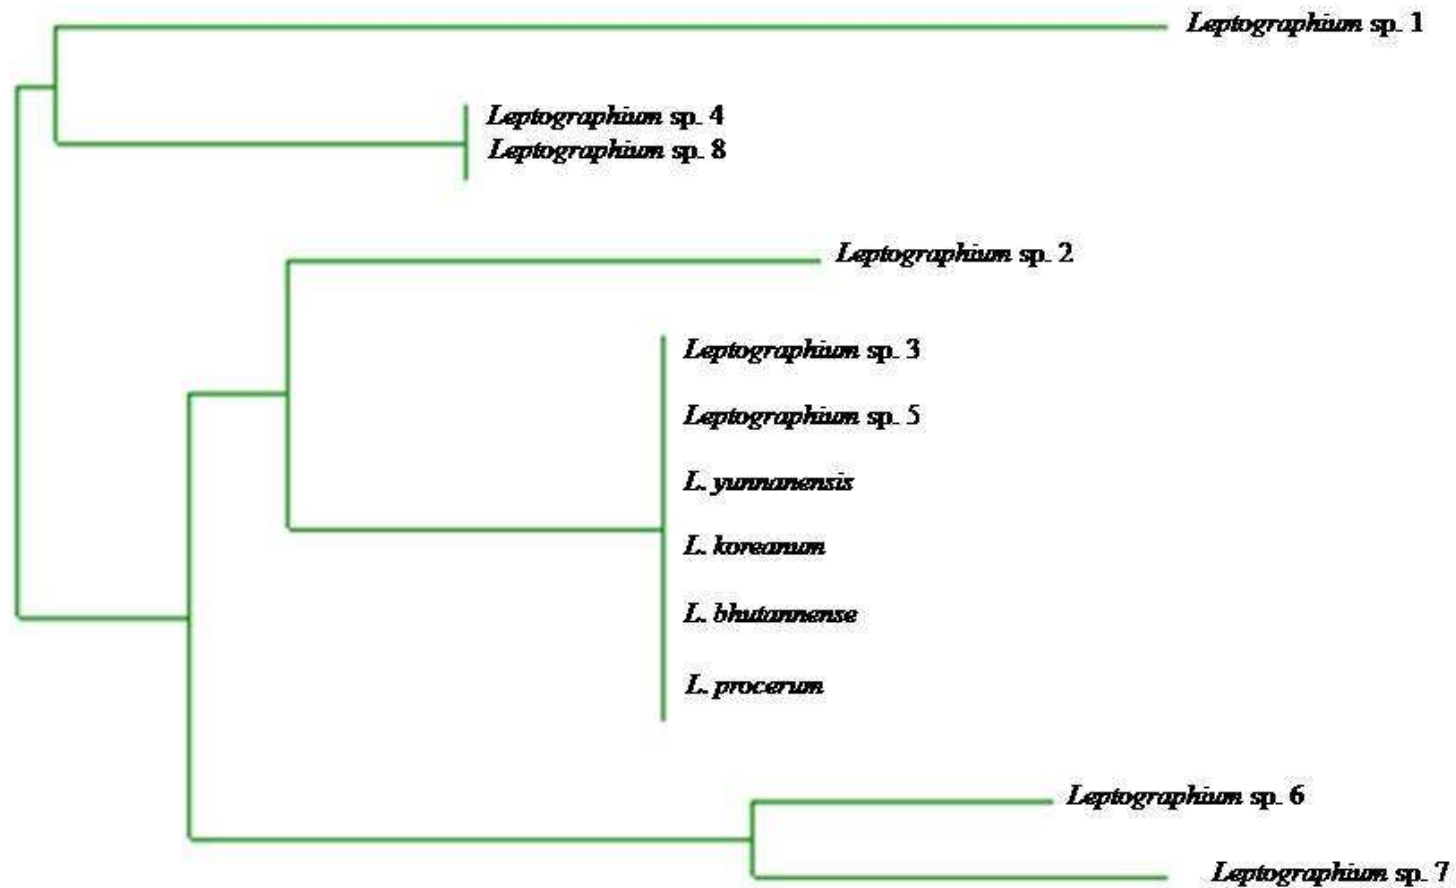 Leptographium sp. 1
Leptographium sp. 4
Leptographium sp. 8
Leptographium sp. 2
Leptographium sp. 3
Leptographium sp. 5
L. yunnanensis
L. koreanum
L. bhutannense
L. procerum
Leptographium sp. 6
Leptographium sp. 7